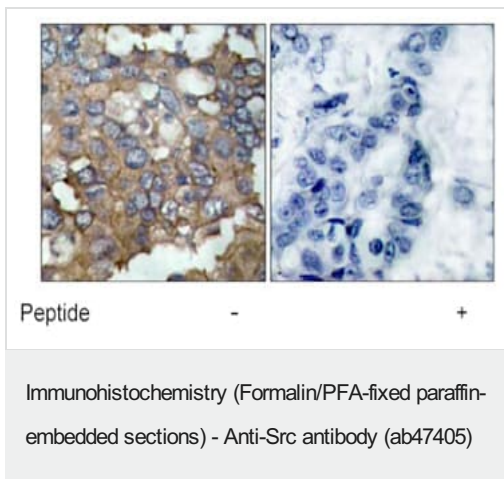 Peptide - +
Immunohistochemistry (Formalin/PFA-fixed paraffin-
embedded sections) - Anti-Src antibody (ab47405)